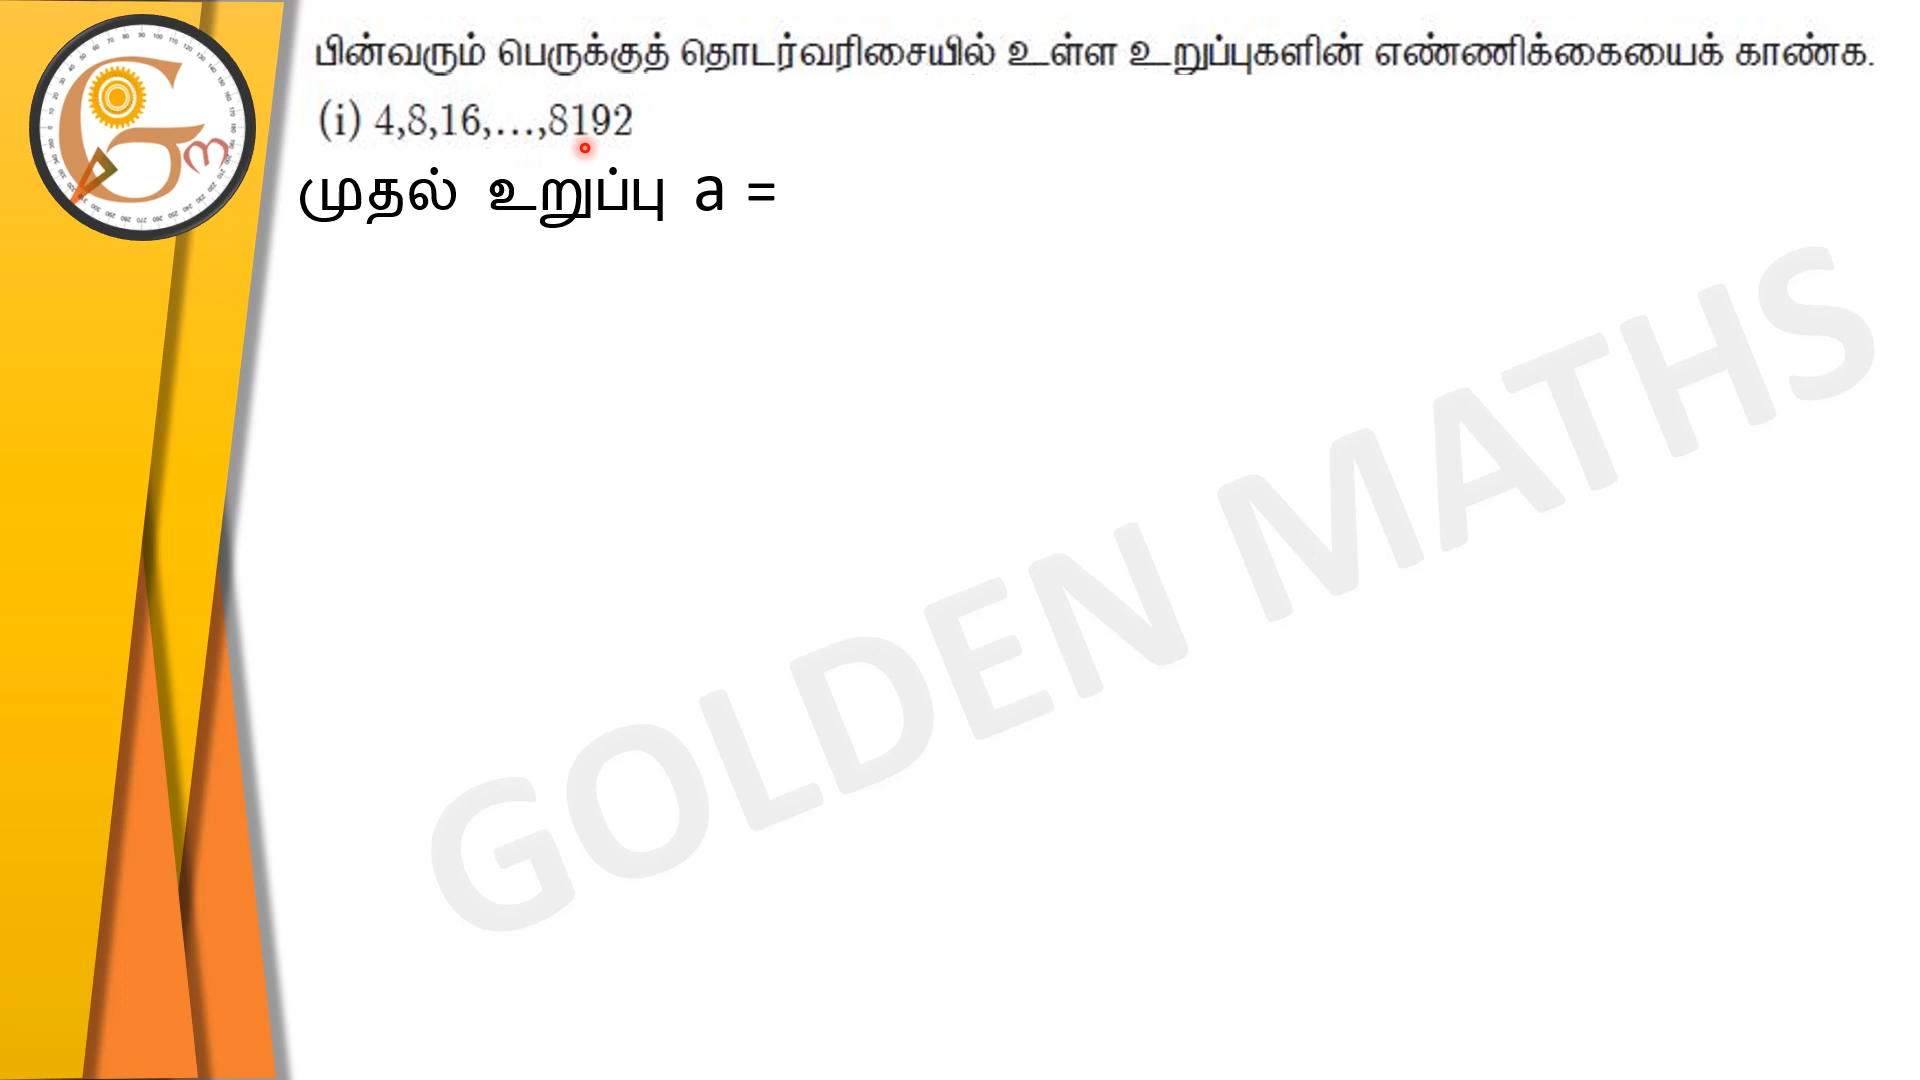 பின்வரும் பெருக்குத் தொடர்வரிசையில் உள்ள உறுப்புகளின் எண்ணிக்கையைக் காண்க.
(i) 4,8,16,...,8192
முதல் உறுப்பு a =
GOLDEN MATHS